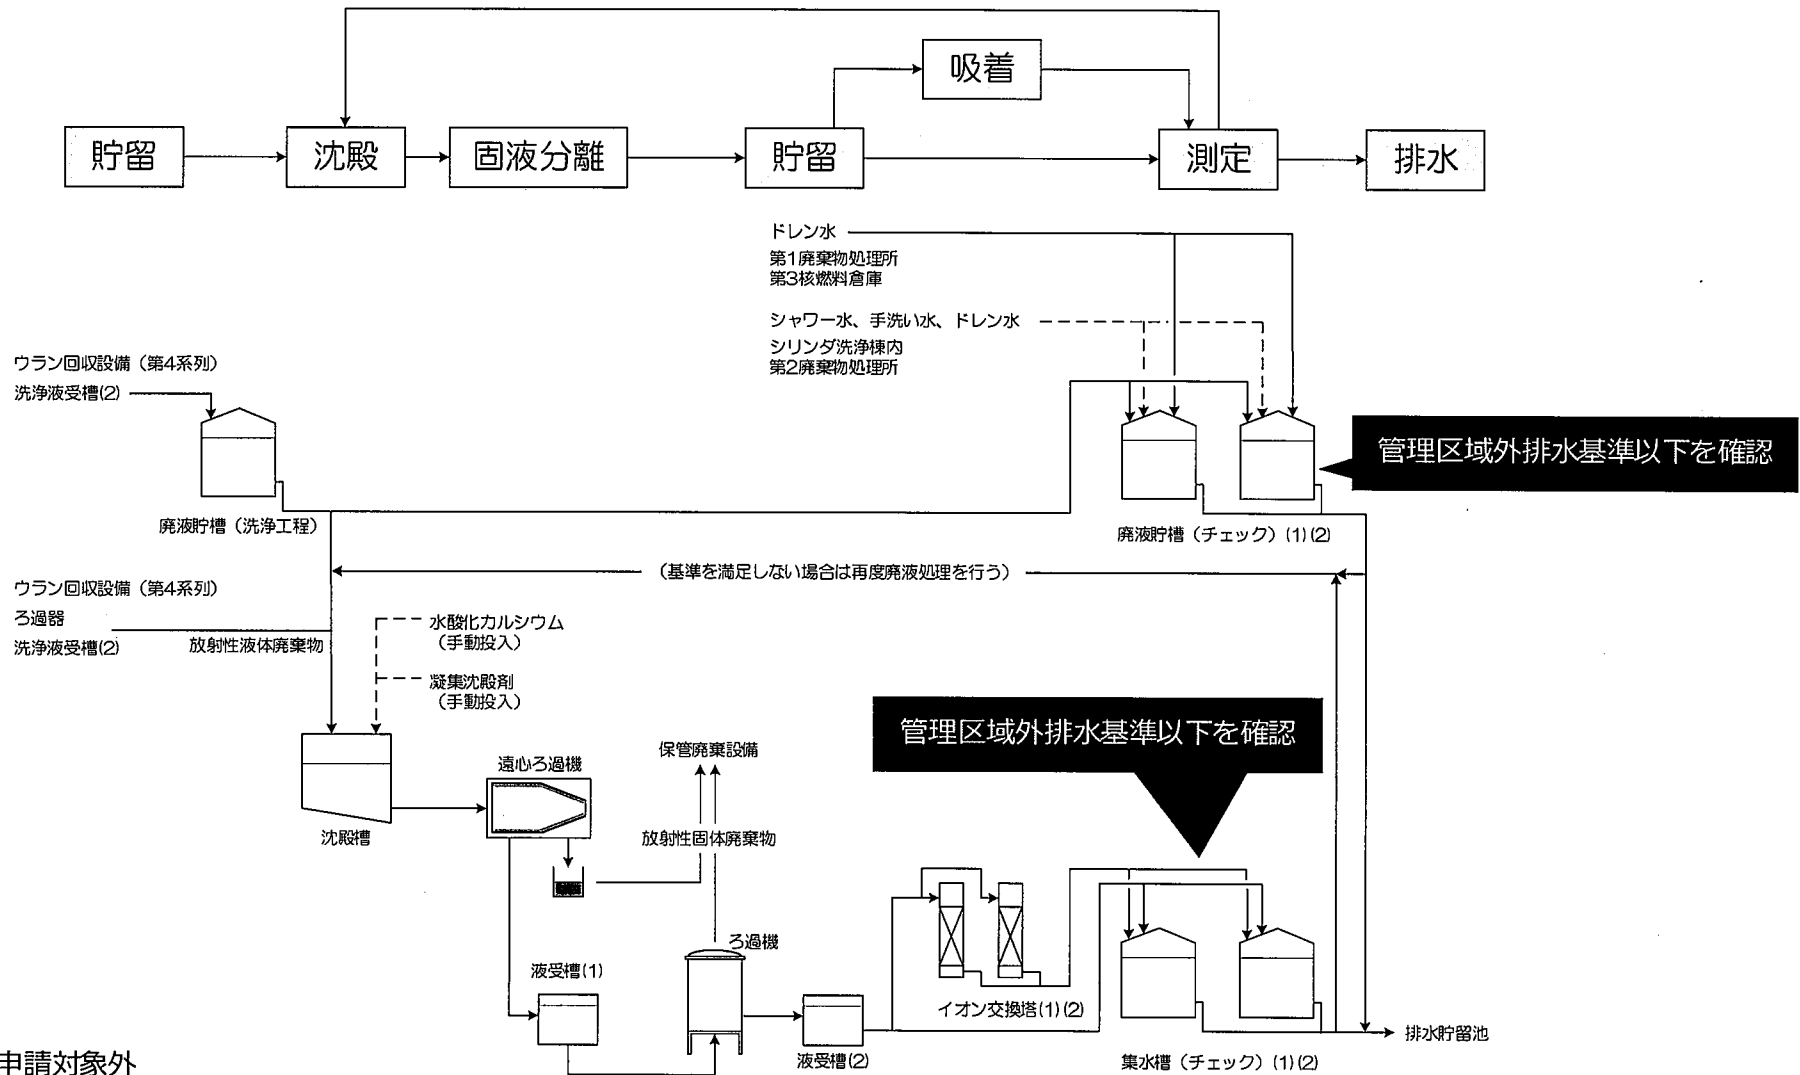 吸着
貯留
沈殿
固液分離
貯留
測定
排水
ドレン水
第1廃棄物処理所
第3核燃料倉庫
シャワー水、手洗い水、ドレン水
シリンダ洗浄棟内
第2廃棄物処理所
ウラン回収設備（第4系列）
洗浄液受槽(2)
管理区域外排水基準以下を確認
廃液貯槽（洗浄工程）
廃液貯槽（チェック）(1)(2)
（基準を満足しない場合は再度廃液処理を行う）
ウラン回収設備（第4系列）
ろ過器
洗浄液受槽(2)
放射性液体廃棄物
水酸化カルシウム
（手動投入）
凝集沈殿剤
（手動投入）
管理区域外排水基準以下を確認
保管廃棄設備
遠心ろ過機
沈殿槽
放射性固体廃棄物
ろ過機
液受槽(1)
イオン交換塔(1)(2)
排水貯留池
液受槽(2)
集水槽（チェック）(1)(2)
申請対象外